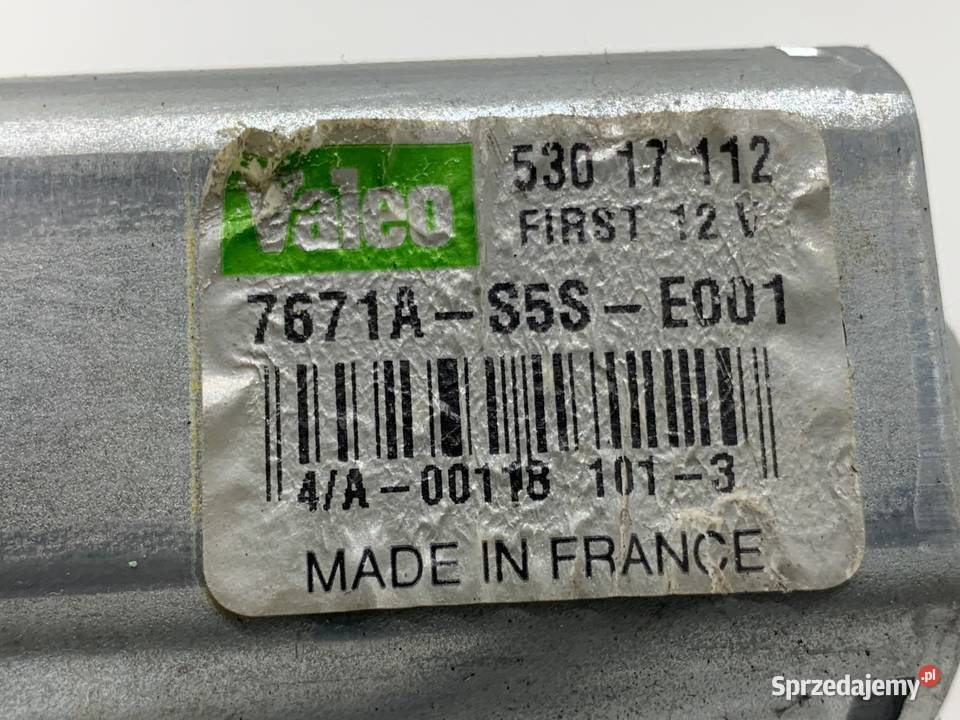 Valeo
530 17 112
FIRST 12 V
7671A-S5S-E001
4/A-00118 101-3
MADE IN FRANCE
Sprzedajemy.pl